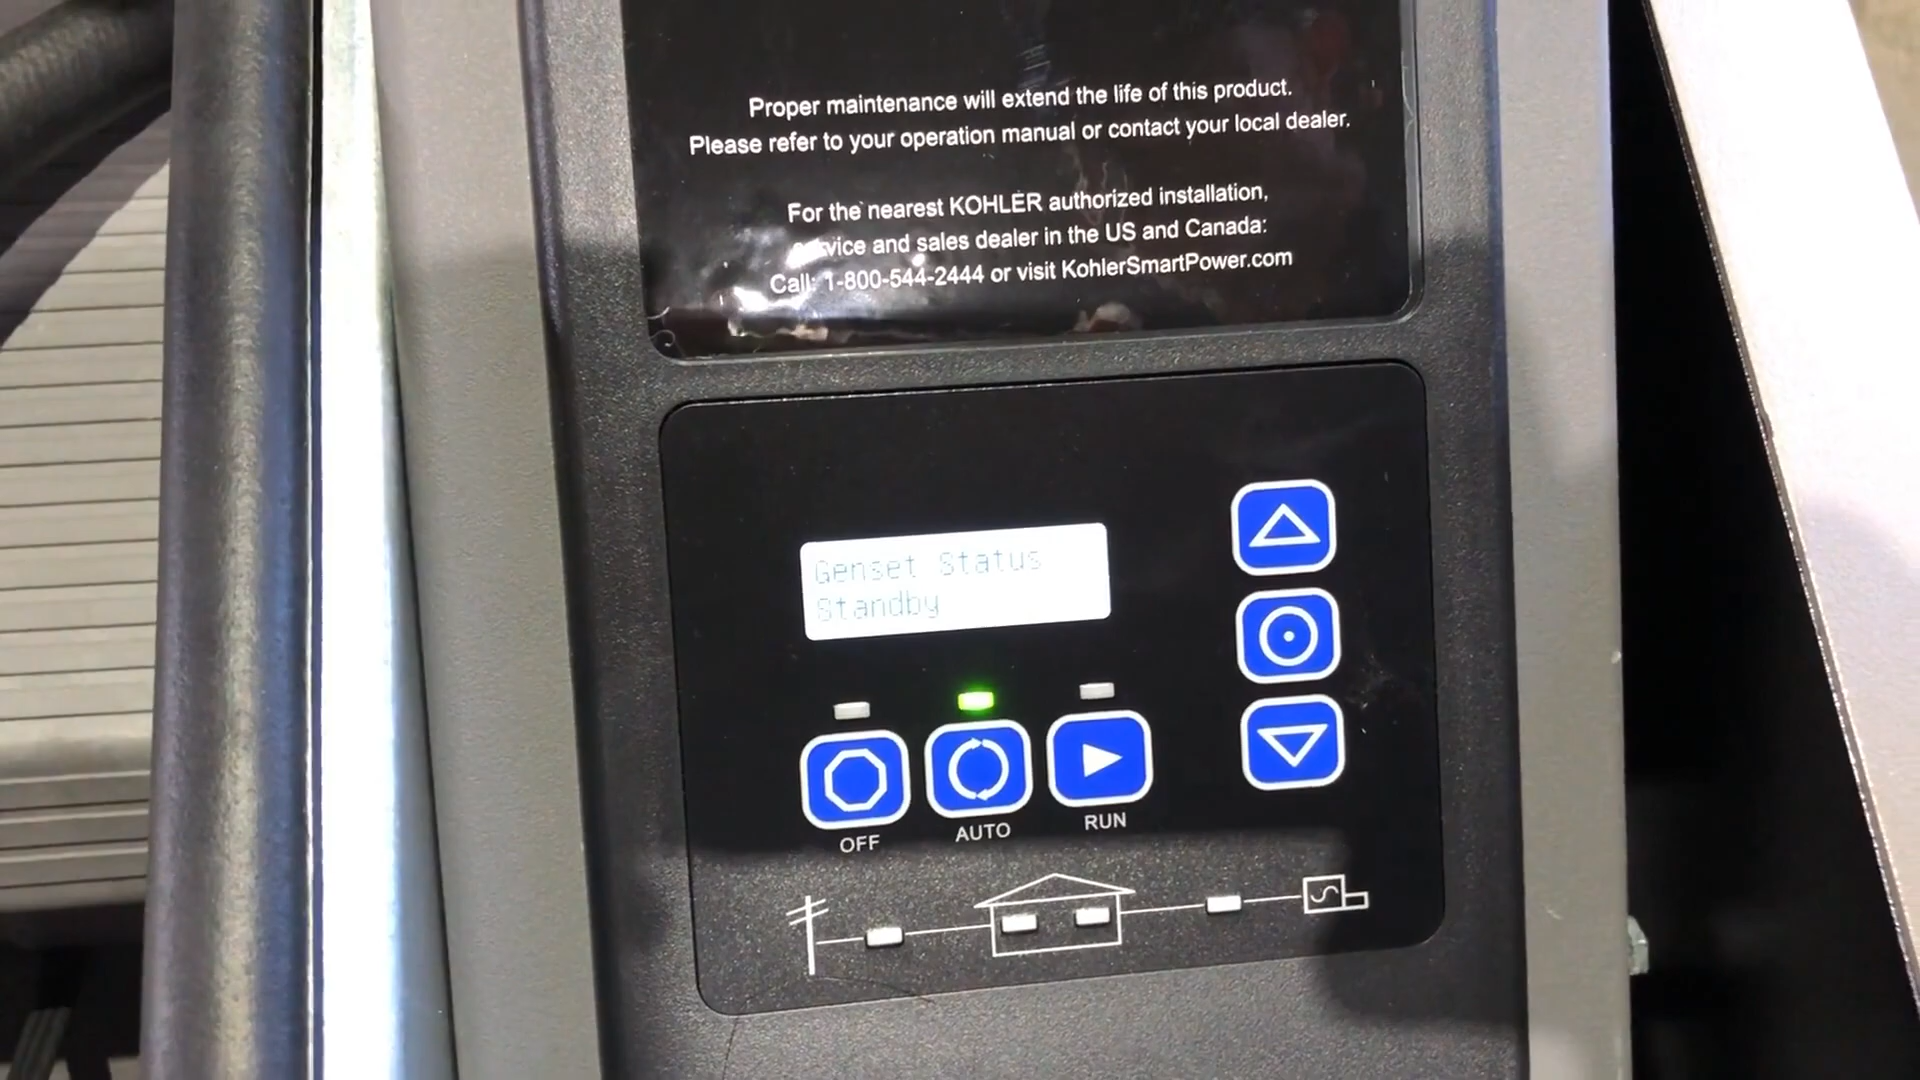 Proper maintenance will extend the life of this product.
Please refer to your operation manual or contact your local dealer.
For the nearest KOHLER authorized installation,
service and sales dealer in the US and Canada:
Call: 1-800-544-2444 or visit KohlerSmartPower.com
Genset Status
Standby
OFF
AUTO
RUN